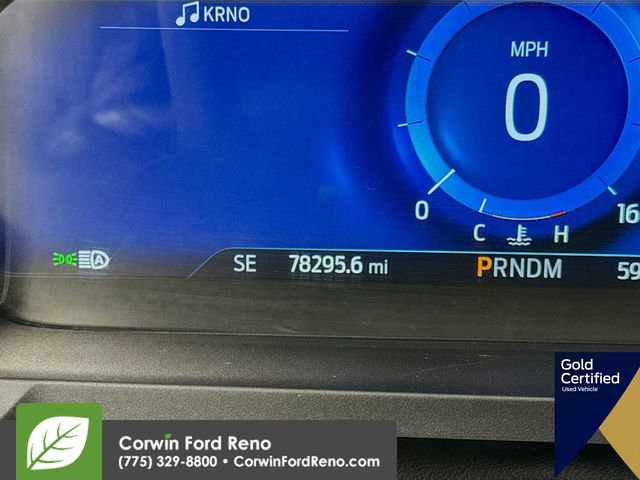 KRNO
MPH
0
0
16
C H
SE 78295.6 mi PRNDM 59
A
Gold
Certified
Used Vehicle
Corwin Ford Reno
(775) 329-8800 • CorwinFordReno.com